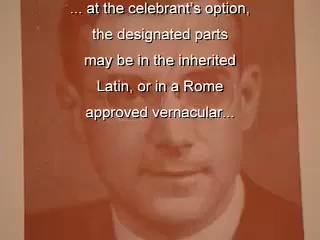 ... at the celebrant's option,
the designated parts
may be in the inherited
Latin, or in a Rome
approved vernacular...